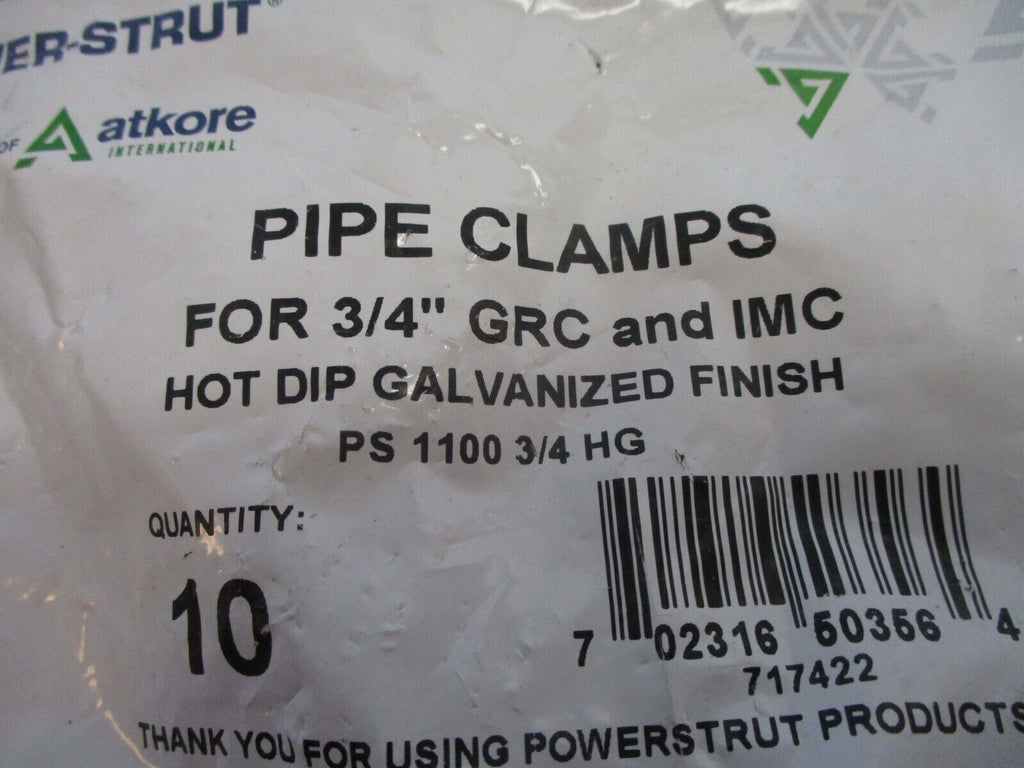 ER-STRUT®
OF atkore
INTERNATIONAL
PIPE CLAMPS
FOR 3/4" GRC and IMC
HOT DIP GALVANIZED FINISH
PS 1100 3/4 HG
QUANTITY:
10
7 02316 50356 4
717422
THANK YOU FOR USING POWERSTRUT PRODUCTS